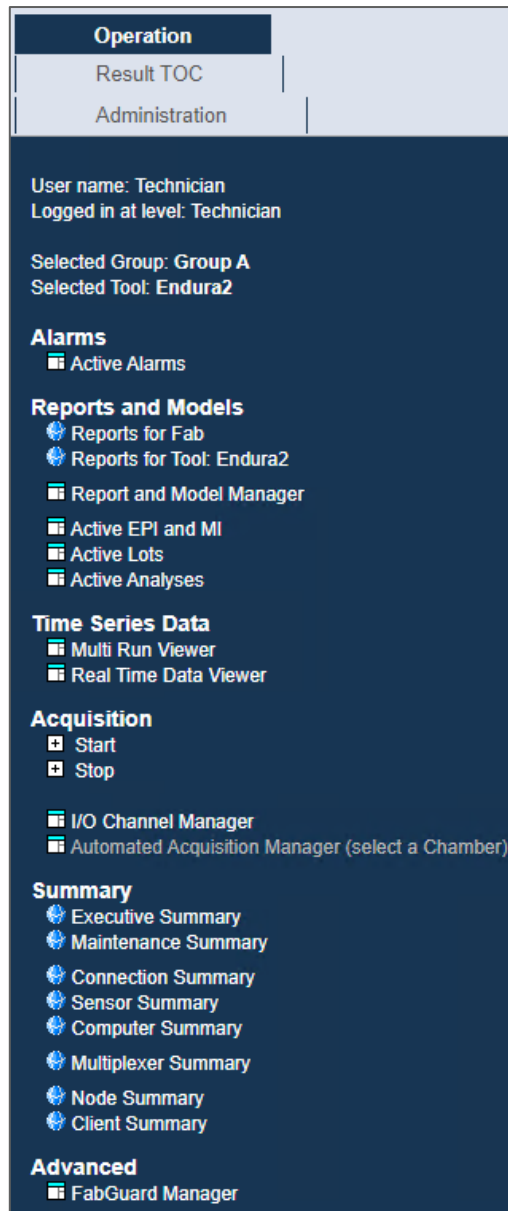 Operation
Result TOC
Administration
User name: Technician
Logged in at level: Technician
Selected Group: Group A
Selected Tool: Endura2
Alarms
Active Alarms
Reports and Models
Reports for Fab
Reports for Tool: Endura2
Report and Model Manager
Active EPI and MI
Active Lots
Active Analyses
Time Series Data
Multi Run Viewer
Real Time Data Viewer
Acquisition
Start
Stop
I/O Channel Manager
Automated Acquisition Manager (select a Chamber)
Summary
Executive Summary
Maintenance Summary
Connection Summary
Sensor Summary
Computer Summary
Multiplexer Summary
Node Summary
Client Summary
Advanced
FabGuard Manager